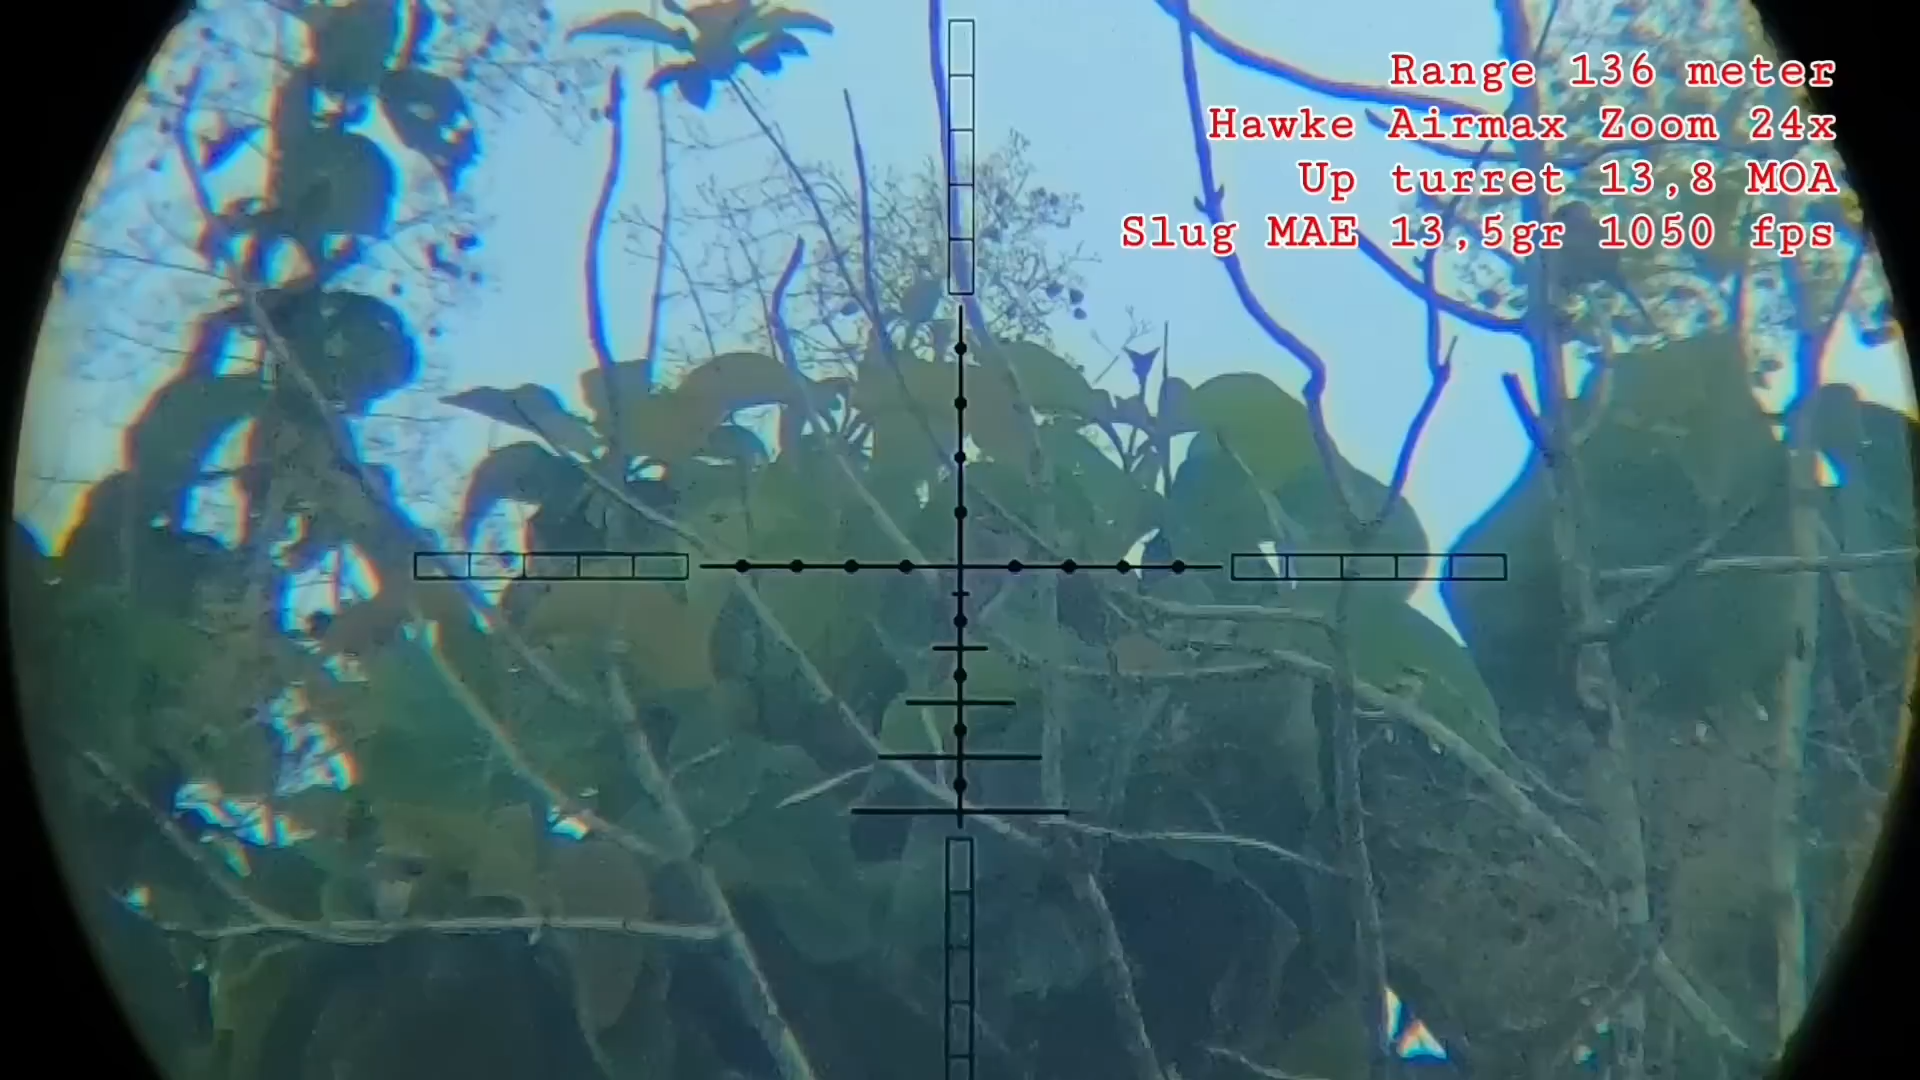 Range 136 meter
Hawke Airmax Zoom 24x
Up turret 13,8 MOA
Slug MAE 13,5gr 1050 fps